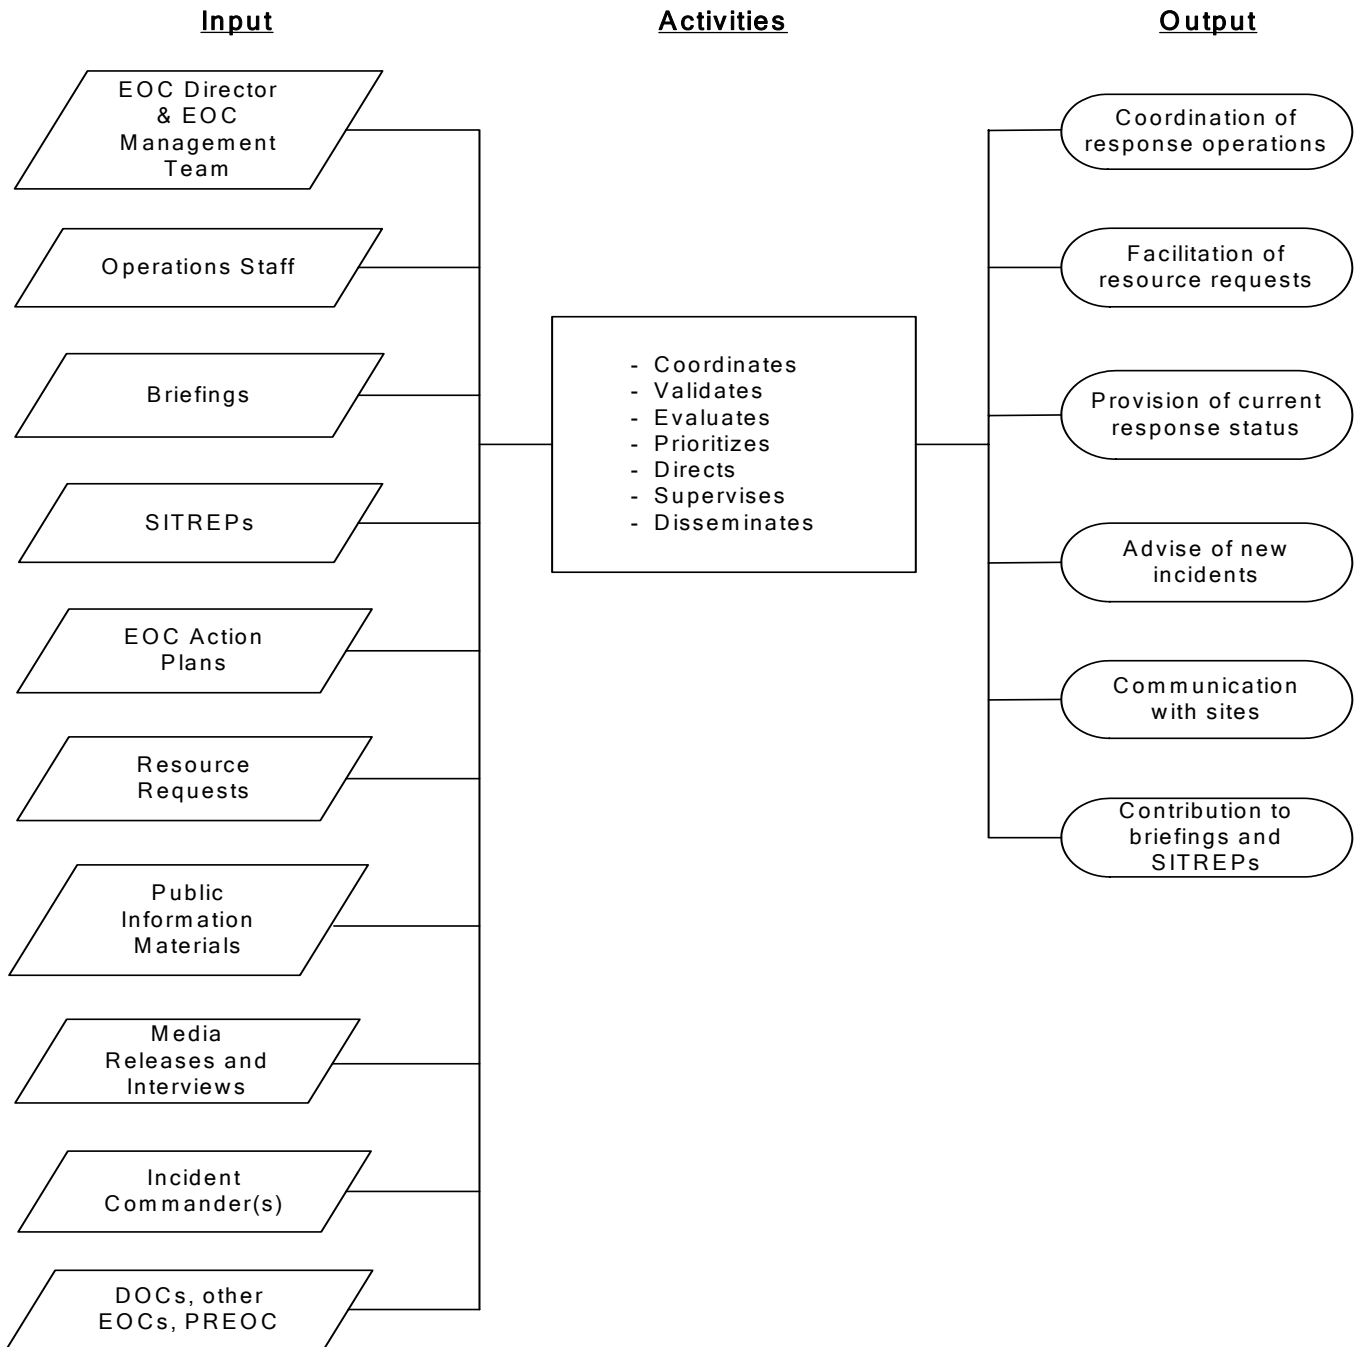 Input
Activities
Output
EOC Director
& EOC
Management
Team
Operations Staff
Briefings
SITREPs
EOC Action
Plans
Resource
Requests
Public
Information
Materials
Media
Releases and
Interviews
Incident
Commander(s)
DOCs, other
EOCs, PREOC
- Coordinates
- Validates
- Evaluates
- Prioritizes
- Directs
- Supervises
- Disseminates
Coordination of
response operations
Facilitation of
resource requests
Provision of current
response status
Advise of new
incidents
Communication
with sites
Contribution to
briefings and
SITREPs